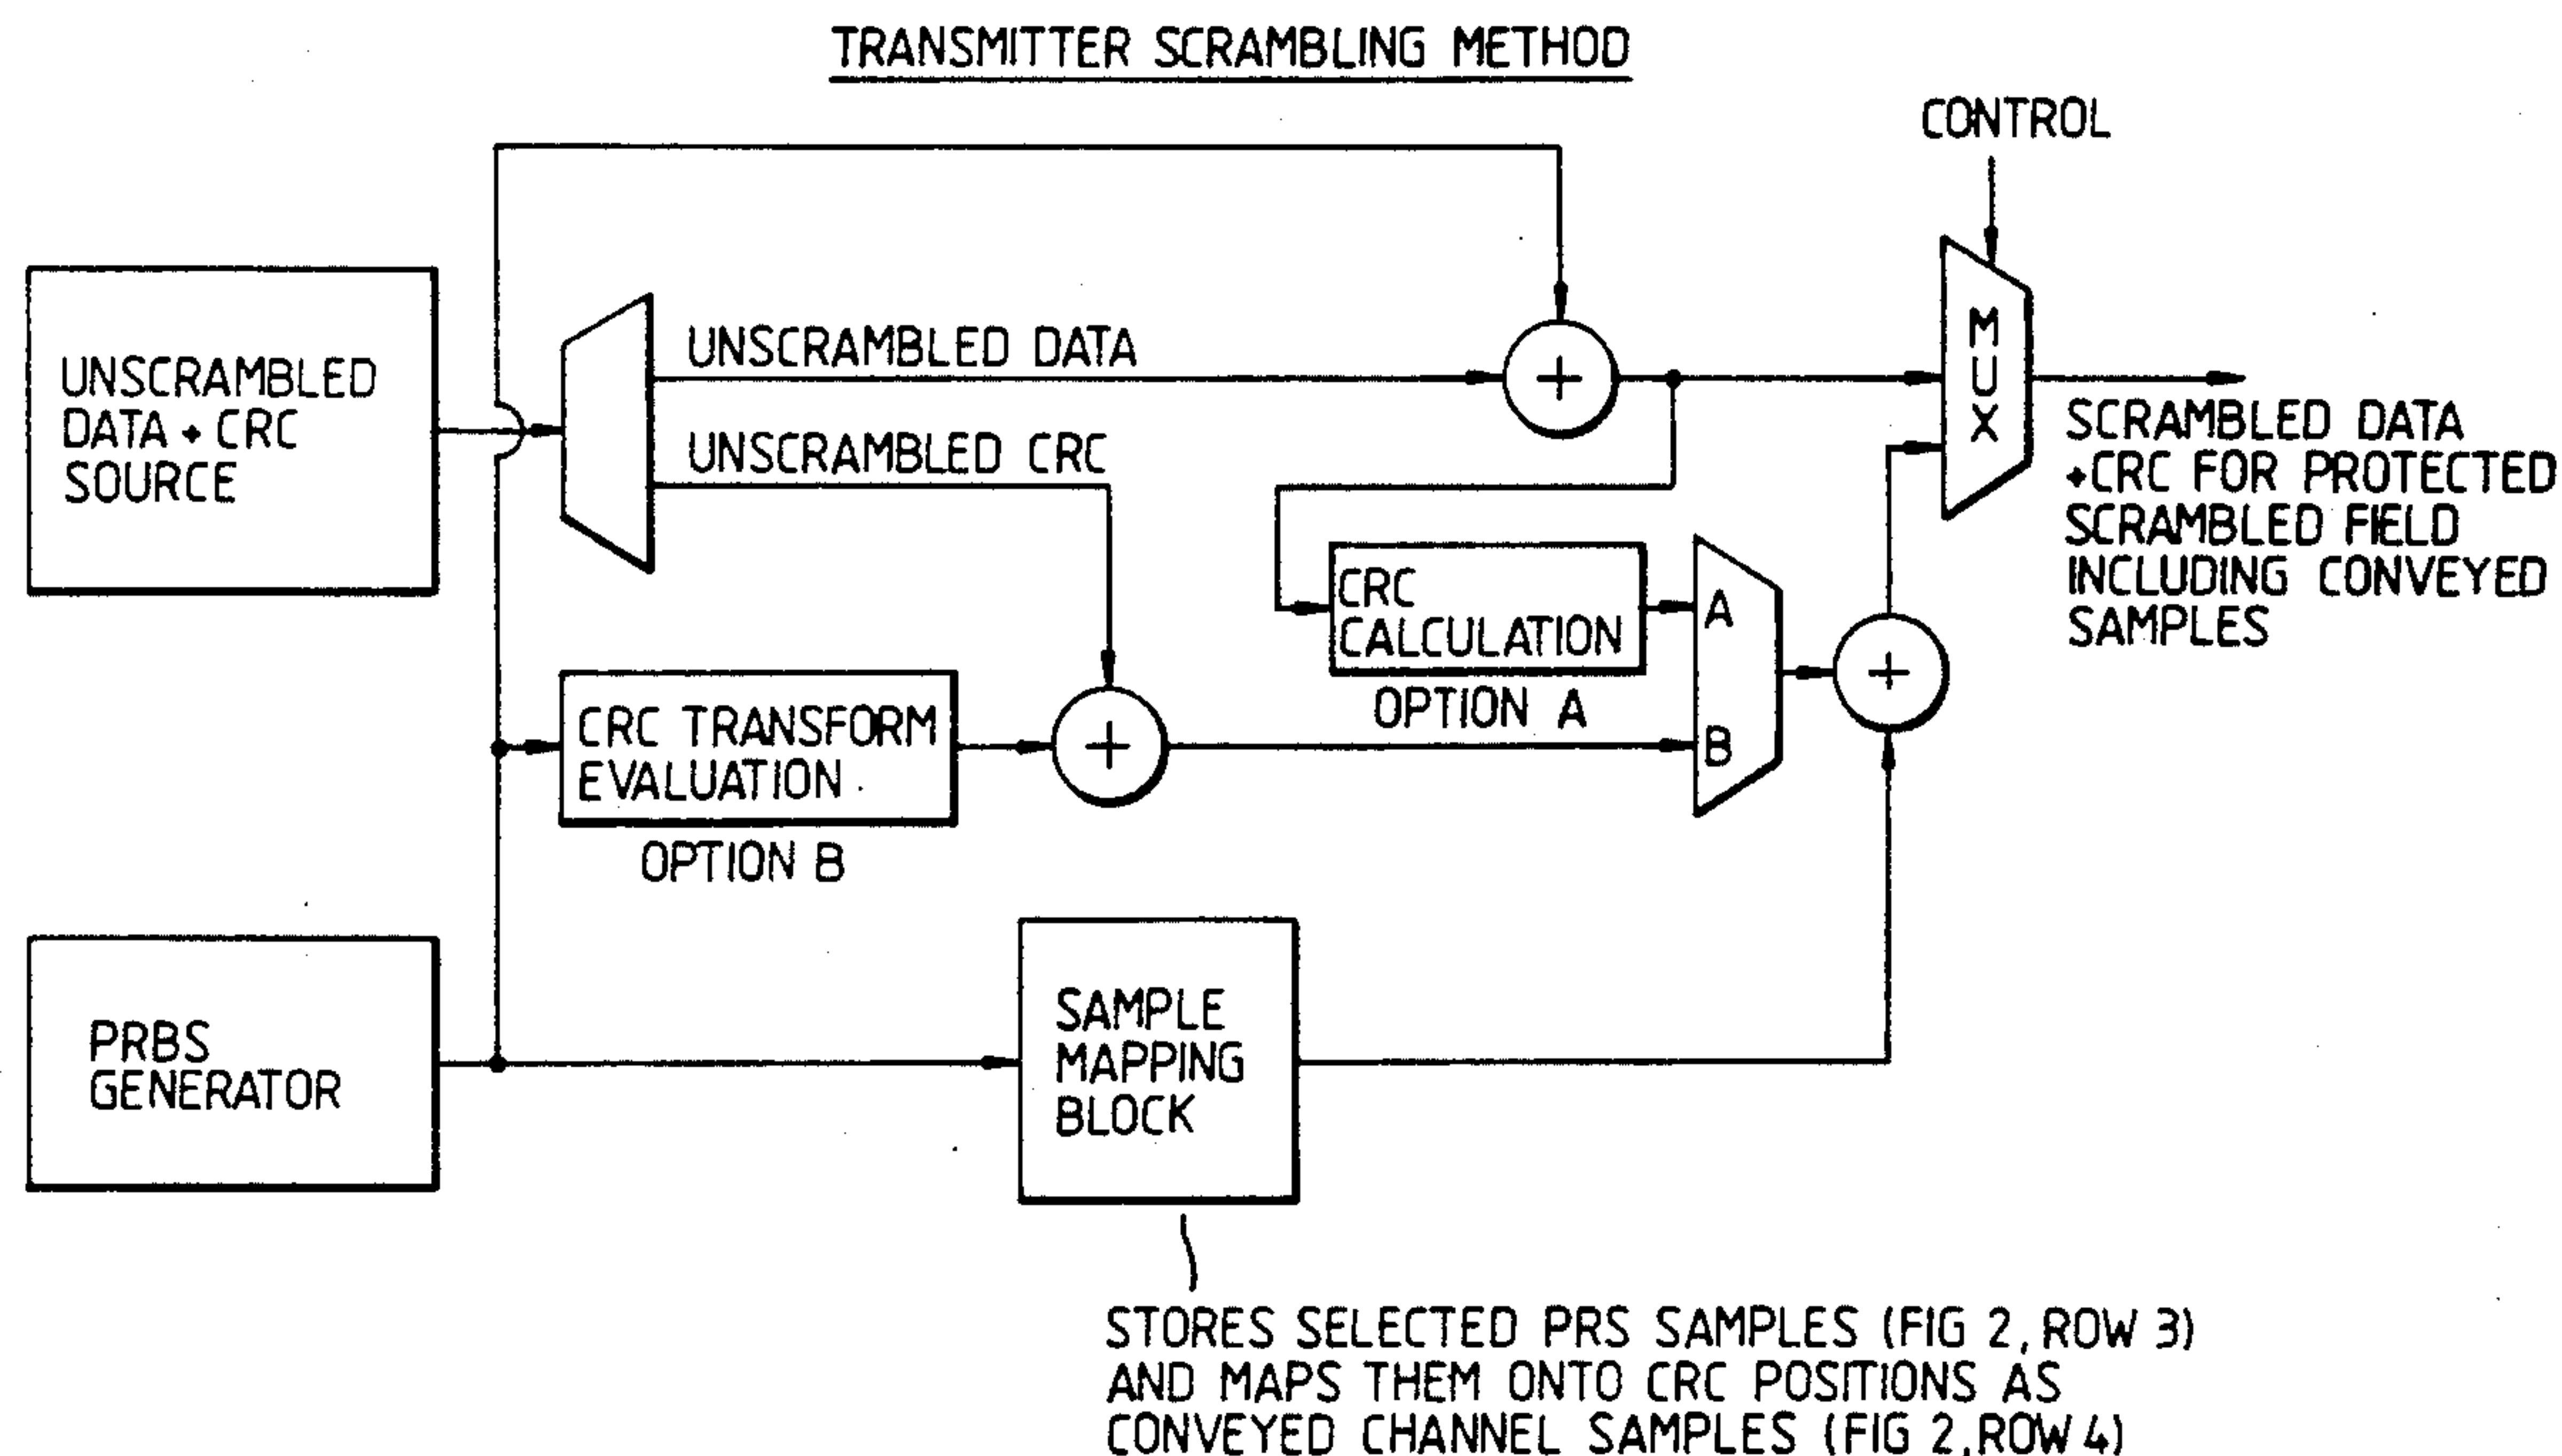 TRANSMITTER SCRAMBLING METHOD
CONTROL
UNSCRAMBLED
DATA + CRC
SOURCE
UNSCRAMBLED DATA
UNSCRAMBLED CRC
+
MUX
SCRAMBLED DATA
+CRC FOR PROTECTED
SCRAMBLED FIELD
INCLUDING CONVEYED
SAMPLES
CRC
CALCULATION
OPTION A
A
B
+
CRC TRANSFORM
EVALUATION
OPTION B
+
PRBS
GENERATOR
SAMPLE
MAPPING
BLOCK
STORES SELECTED PRS SAMPLES (FIG 2, ROW 3)
AND MAPS THEM ONTO CRC POSITIONS AS
CONVEYED CHANNEL SAMPLES (FIG 2, ROW 4)